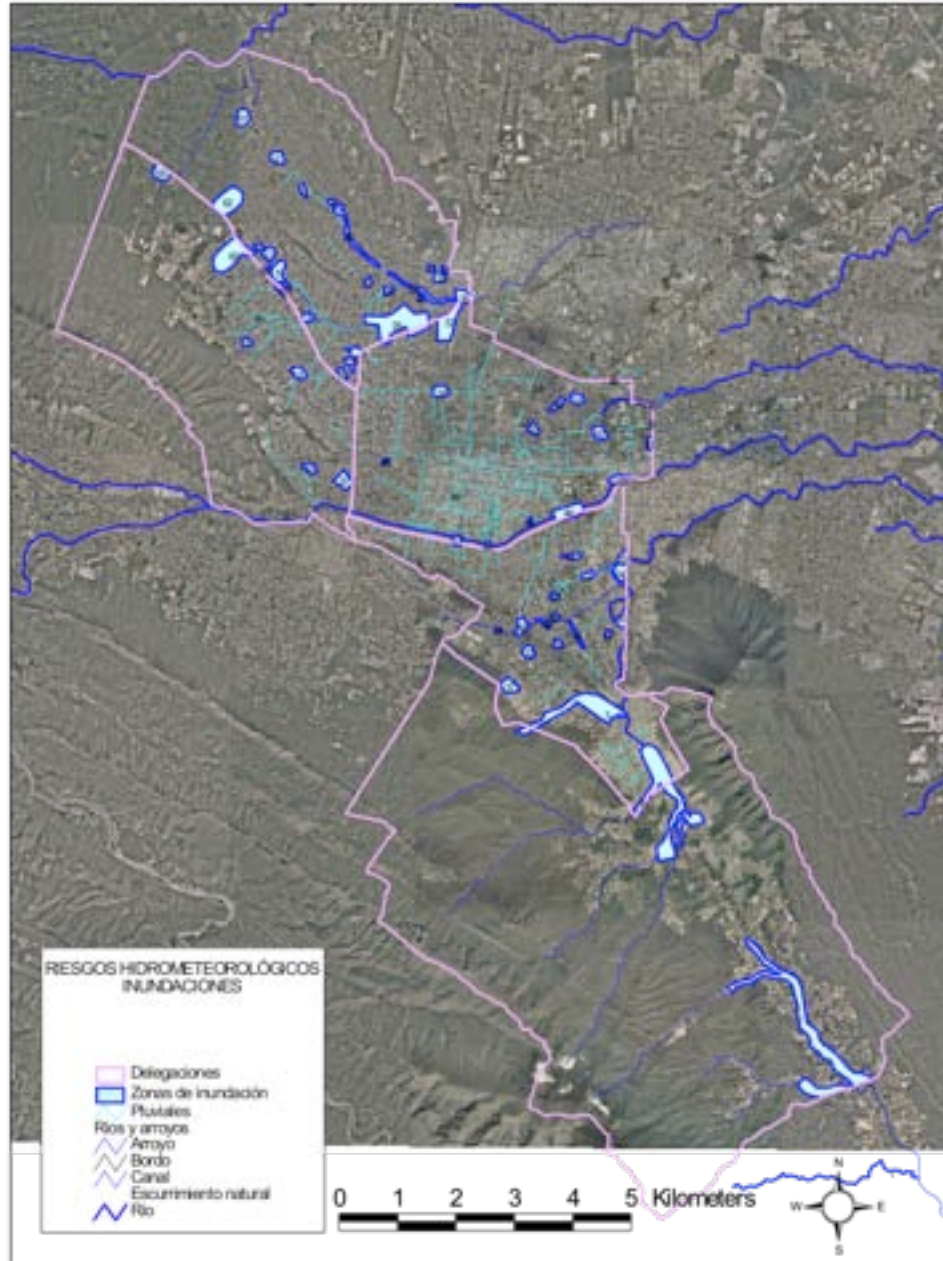 RIESGOS HIDROMETEOROLÓGICOS
INUNDACIONES
Delegaciones
Zonas de inundación
Pluviales
Ríos y arroyos
Arroyo
Bordo
Canal
Escurrimiento natural
Río
0 1 2 3 4 5 Kilometers
N
W E
S